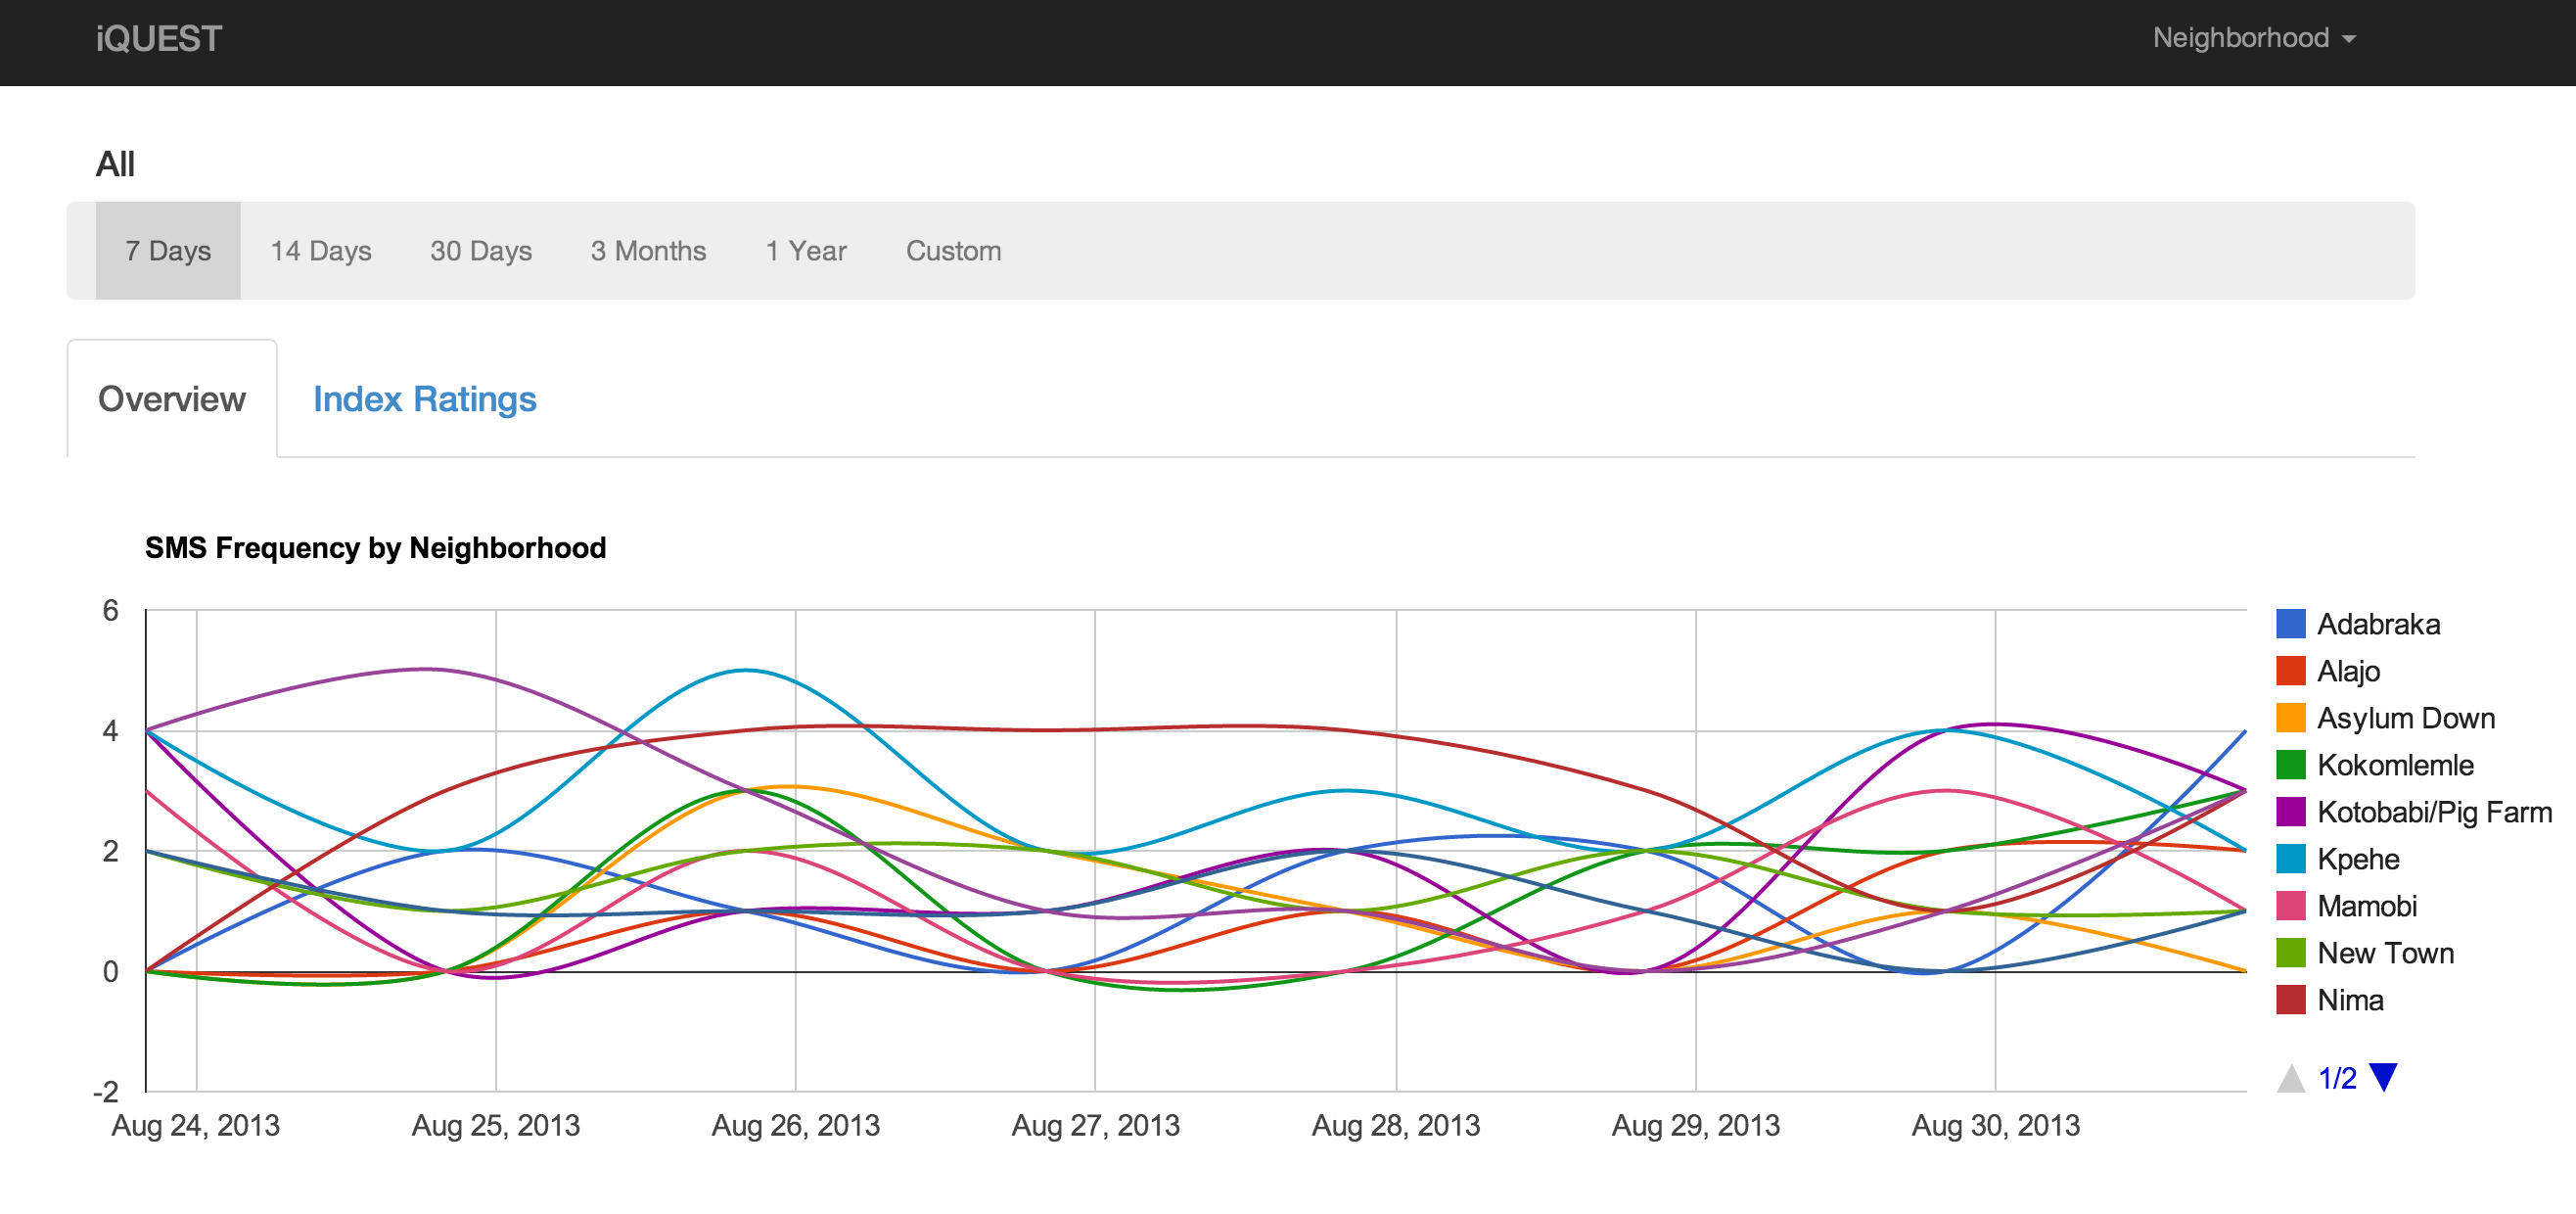 iQUEST
Neighborhood
All
7 Days 14 Days 30 Days 3 Months 1 Year Custom
Overview Index Ratings
SMS Frequency by Neighborhood
6
4
2
0
-2
Aug 24, 2013 Aug 25, 2013 Aug 26, 2013 Aug 27, 2013 Aug 28, 2013 Aug 29, 2013 Aug 30, 2013
Adabraka
Alajo
Asylum Down
Kokomlemle
Kotobabi/Pig Farm
Kpehe
Mamobi
New Town
Nima
1/2